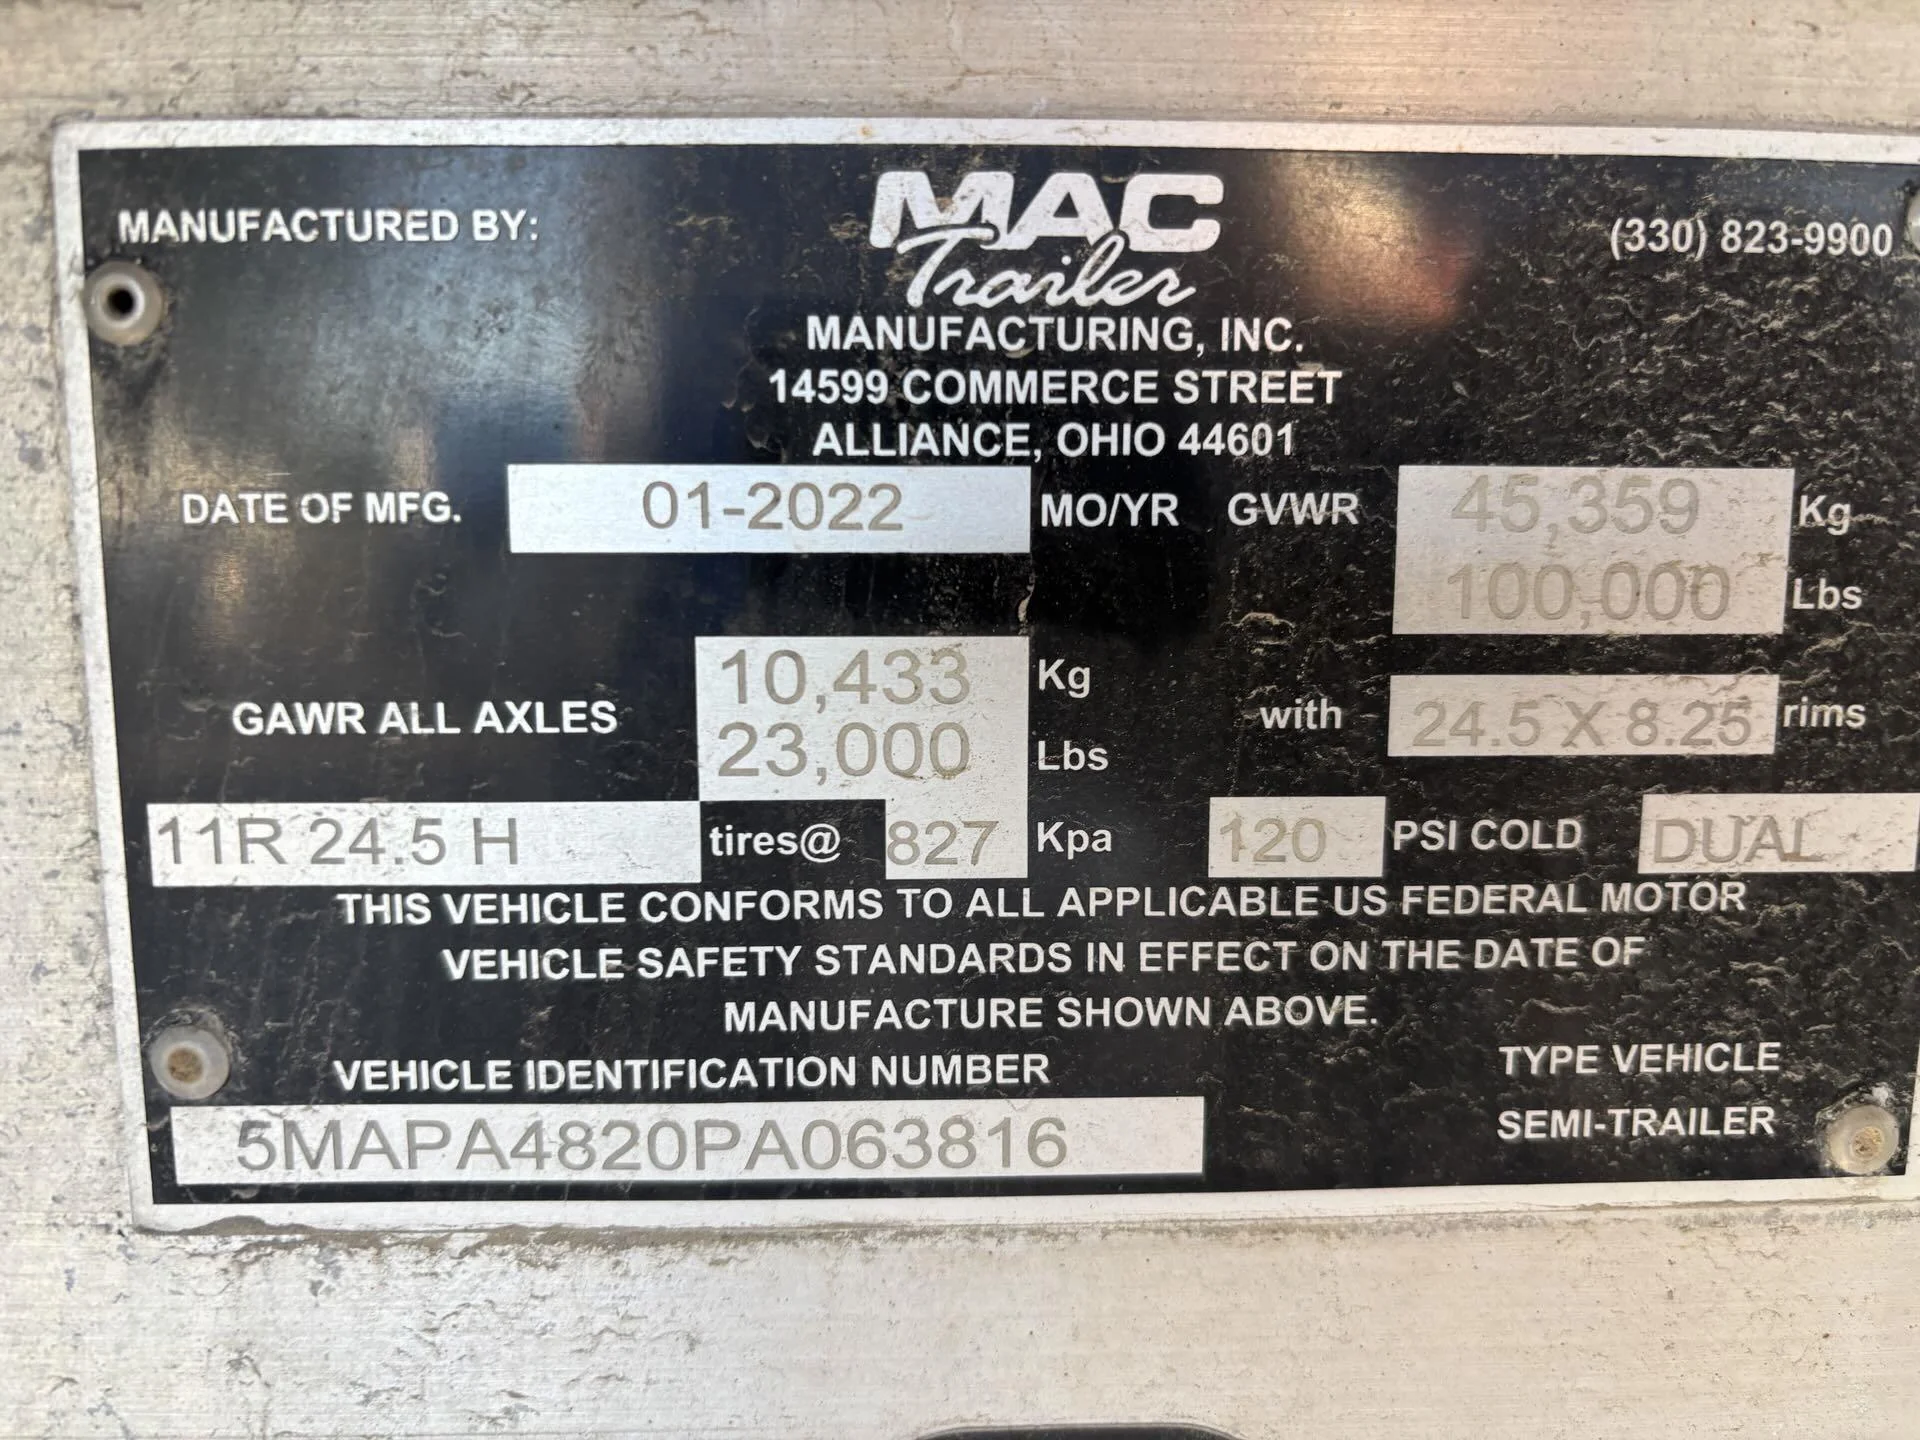 MANUFACTURED BY:
MAC
Trailer
(330) 823-9900
MANUFACTURING, INC.
14599 COMMERCE STREET
ALLIANCE, OHIO 44601
DATE OF MFG. 01-2022 MO/YR GVWR 45,359 Kg
100,000 Lbs
GAWR ALL AXLES 10,433 Kg
23,000 Lbs
with 24.5 X 8.25 rims
11R 24.5 H tires@ 827 Kpa 120 PSI COLD DUAL
THIS VEHICLE CONFORMS TO ALL APPLICABLE US FEDERAL MOTOR
VEHICLE SAFETY STANDARDS IN EFFECT ON THE DATE OF
MANUFACTURE SHOWN ABOVE.
VEHICLE IDENTIFICATION NUMBER
5MAPA4820PA063816
TYPE VEHICLE
SEMI-TRAILER